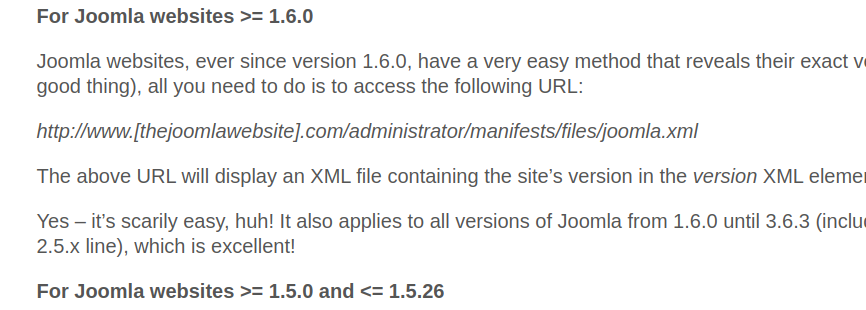 For Joomla websites >= 1.6.0
Joomla websites, ever since version 1.6.0, have a very easy method that reveals their exact
good thing), all you need to do is to access the following URL:
http://www.[thejoomlawebsite].com/administrator/manifests/files/joomla.xml
The above URL will display an XML file containing the site’s version in the version XML
Yes – it’s scarily easy, huh! It also applies to all versions of Joomla from 1.6.0 until 3.6.3
2.5.x line), which is excellent!
For Joomla websites >= 1.5.0 and <= 1.5.26